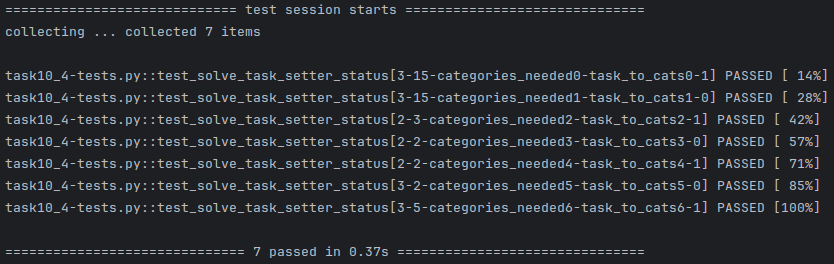 ============================= test session starts ==============================
collecting ... collected 7 items
task10_4-tests.py::test_solve_task_setter_status[3-15-categories_needed0-task_to_cats0-1] PASSED [ 14%]
task10_4-tests.py::test_solve_task_setter_status[3-15-categories_needed1-task_to_cats1-0] PASSED [ 28%]
task10_4-tests.py::test_solve_task_setter_status[2-3-categories_needed2-task_to_cats2-1] PASSED [ 42%]
task10_4-tests.py::test_solve_task_setter_status[2-2-categories_needed3-task_to_cats3-0] PASSED [ 57%]
task10_4-tests.py::test_solve_task_setter_status[2-2-categories_needed4-task_to_cats4-1] PASSED [ 71%]
task10_4-tests.py::test_solve_task_setter_status[3-2-categories_needed5-task_to_cats5-0] PASSED [ 85%]
task10_4-tests.py::test_solve_task_setter_status[3-5-categories_needed6-task_to_cats6-1] PASSED [100%]
============================== 7 passed in 0.37s ===============================